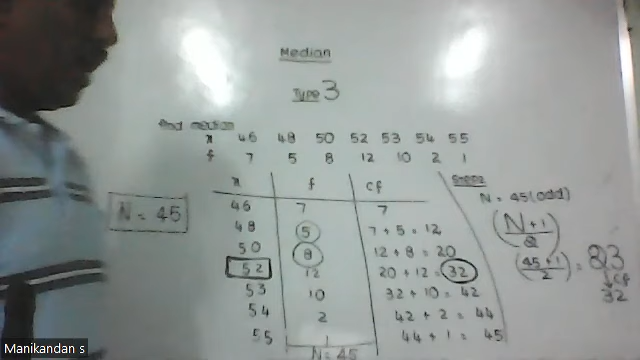 Median
Type 3
Find median
x 46 48 50 52 53 54 55
f 7 5 8 12 10 2 1
x f cf
46 7 7
48 5 7 + 5 = 12
50 8 12 + 8 = 20
52 12 20 + 12 = 32
53 10 32 + 10 = 42
54 2 42 + 2 = 44
55 1 44 + 1 = 45
N = 45
N = 45
N = 45 (odd)
(N+1/2)
(45+1/2) = 23
cf
32
Manikandan s